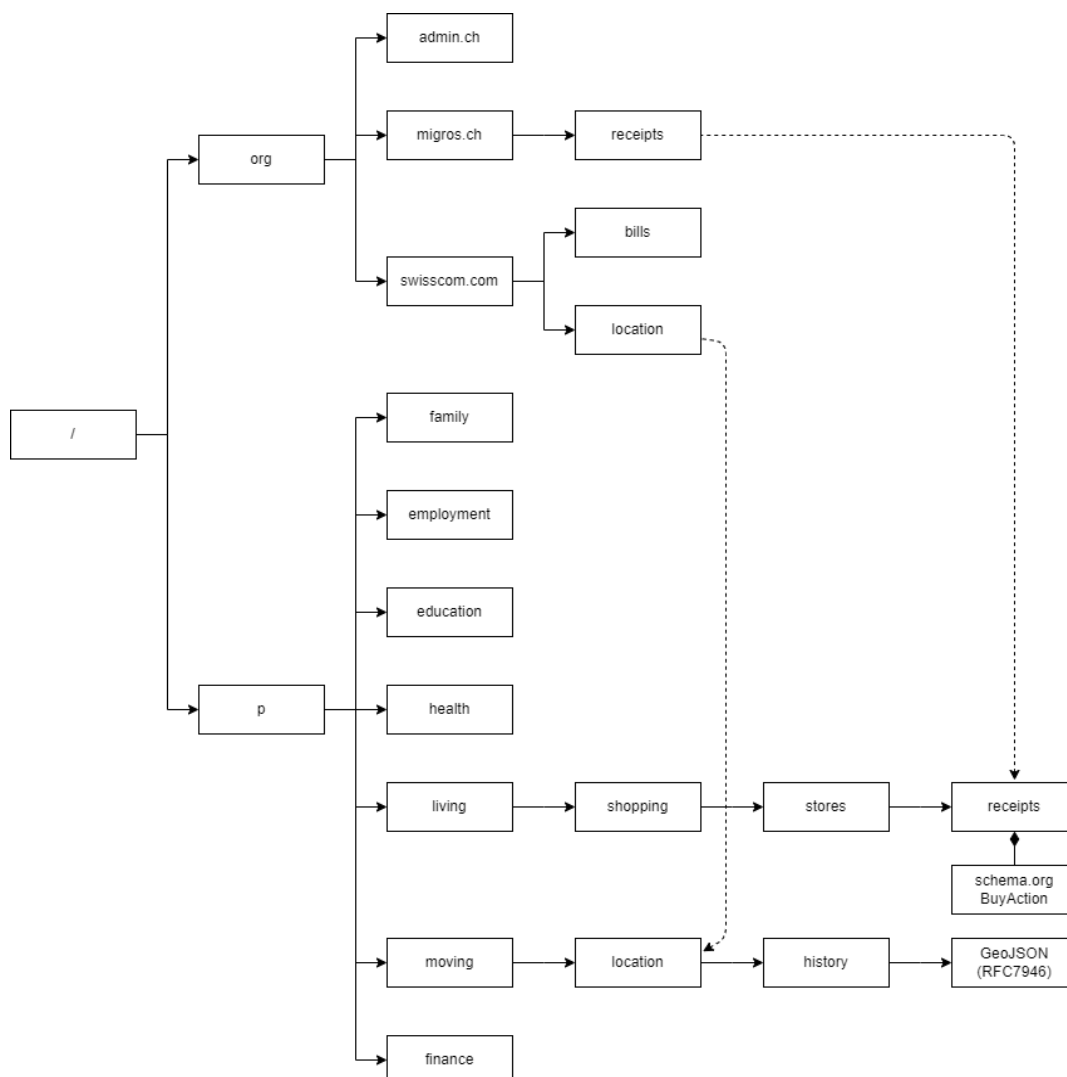 admin.ch
migros.ch
receipts
org
bills
swisscom.com
location
/
family
employment
education
p
health
living
shopping
stores
receipts
schema.org
BuyAction
moving
location
history
GeoJSON
(RFC7946)
finance